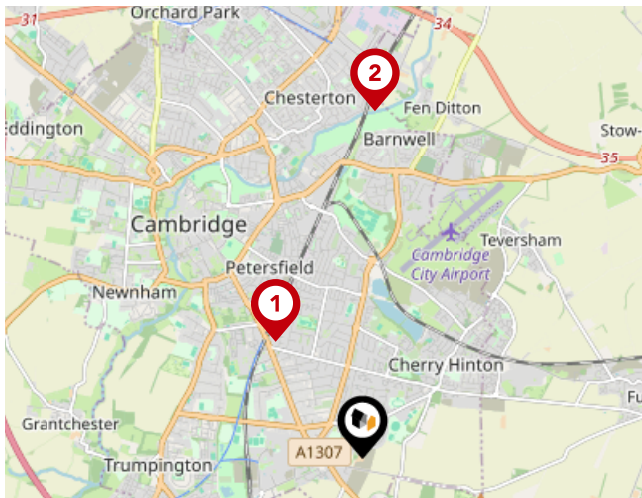 Orchard Park
31
34
2
Chesterton
Fen Ditton
Eddington
Barnwell
Stow-
35
Cambridge
Teversham
Cambridge
City Airport
Petersfield
Newnham
1
Cherry Hinton
Fu
Grantchester
A1307
Trumpington